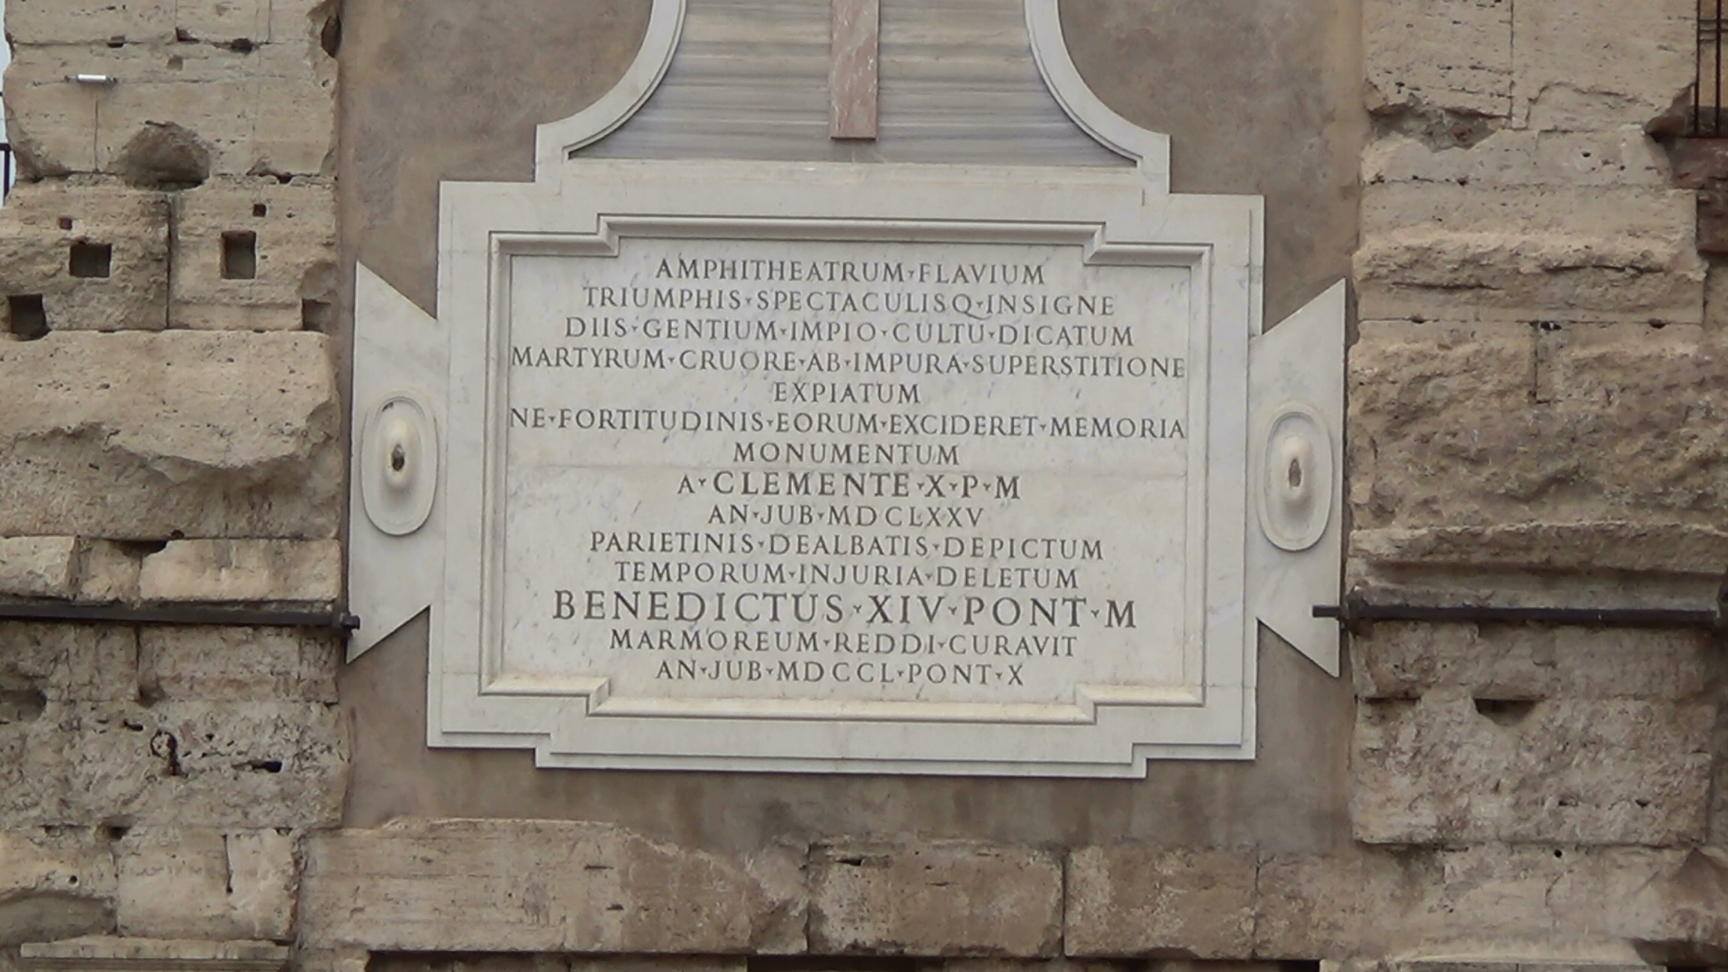 AMPHITHEATRUM·FLAVIUM
TRIUMPHIS·SPECTACULISQ·INSIGNE
DIIS·GENTIUM·IMPIO·CULTU·DICATUM
MARTYRUM·CRUORE·AB·IMPURA·SUPERSTITIONE
EXPIATUM
NE·FORTITUDINIS·EORUM·EXCIDERET·MEMORIA
MONUMENTUM
A·CLEMENTE·X·P·M
AN·JUB·MDCLXXV
PARIETINIS·DEALBATIS·DEPICTUM
TEMPORUM·INJURIA·DELETUM
BENEDICTUS·XIV·PONT·M
MARMOREUM·REDDI·CURAVIT
AN·JUB·MDCCL·PONT·X